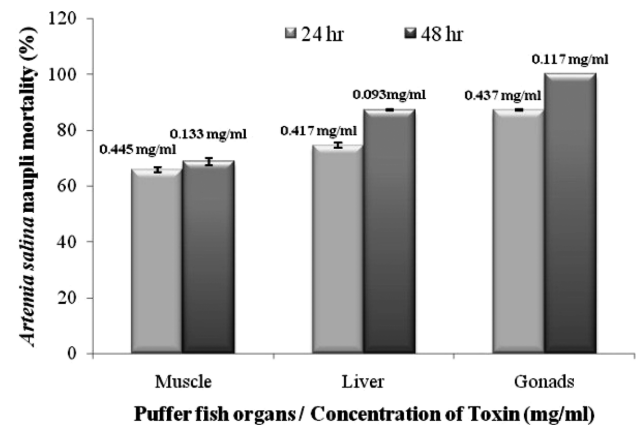 24 hr
48 hr
Artemia salina naupli mortality (%)
120
100
80
60
40
20
0
0.445 mg/ml
0.133 mg/ml
0.417 mg/ml
0.093mg/ml
0.437 mg/ml
0.117 mg/ml
Muscle
Liver
Gonads
Puffer fish organs / Concentration of Toxin (mg/ml)